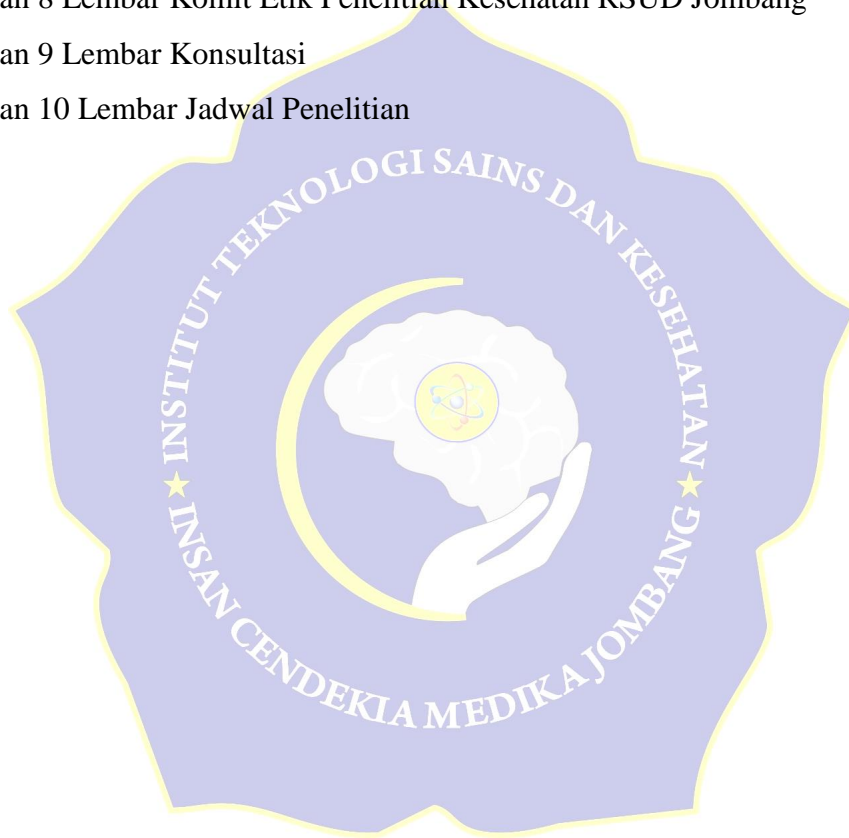 an 8 Lembar Komit Etik Penelitian Kesehatan RSUD Jombang
an 9 Lembar Konsultasi
an 10 Lembar Jadwal Penelitian
INSTITUT TEKNOLOGI SAINS DAN KESEHATAN
INSAN CENDEKIA MEDIKA JOMBANG